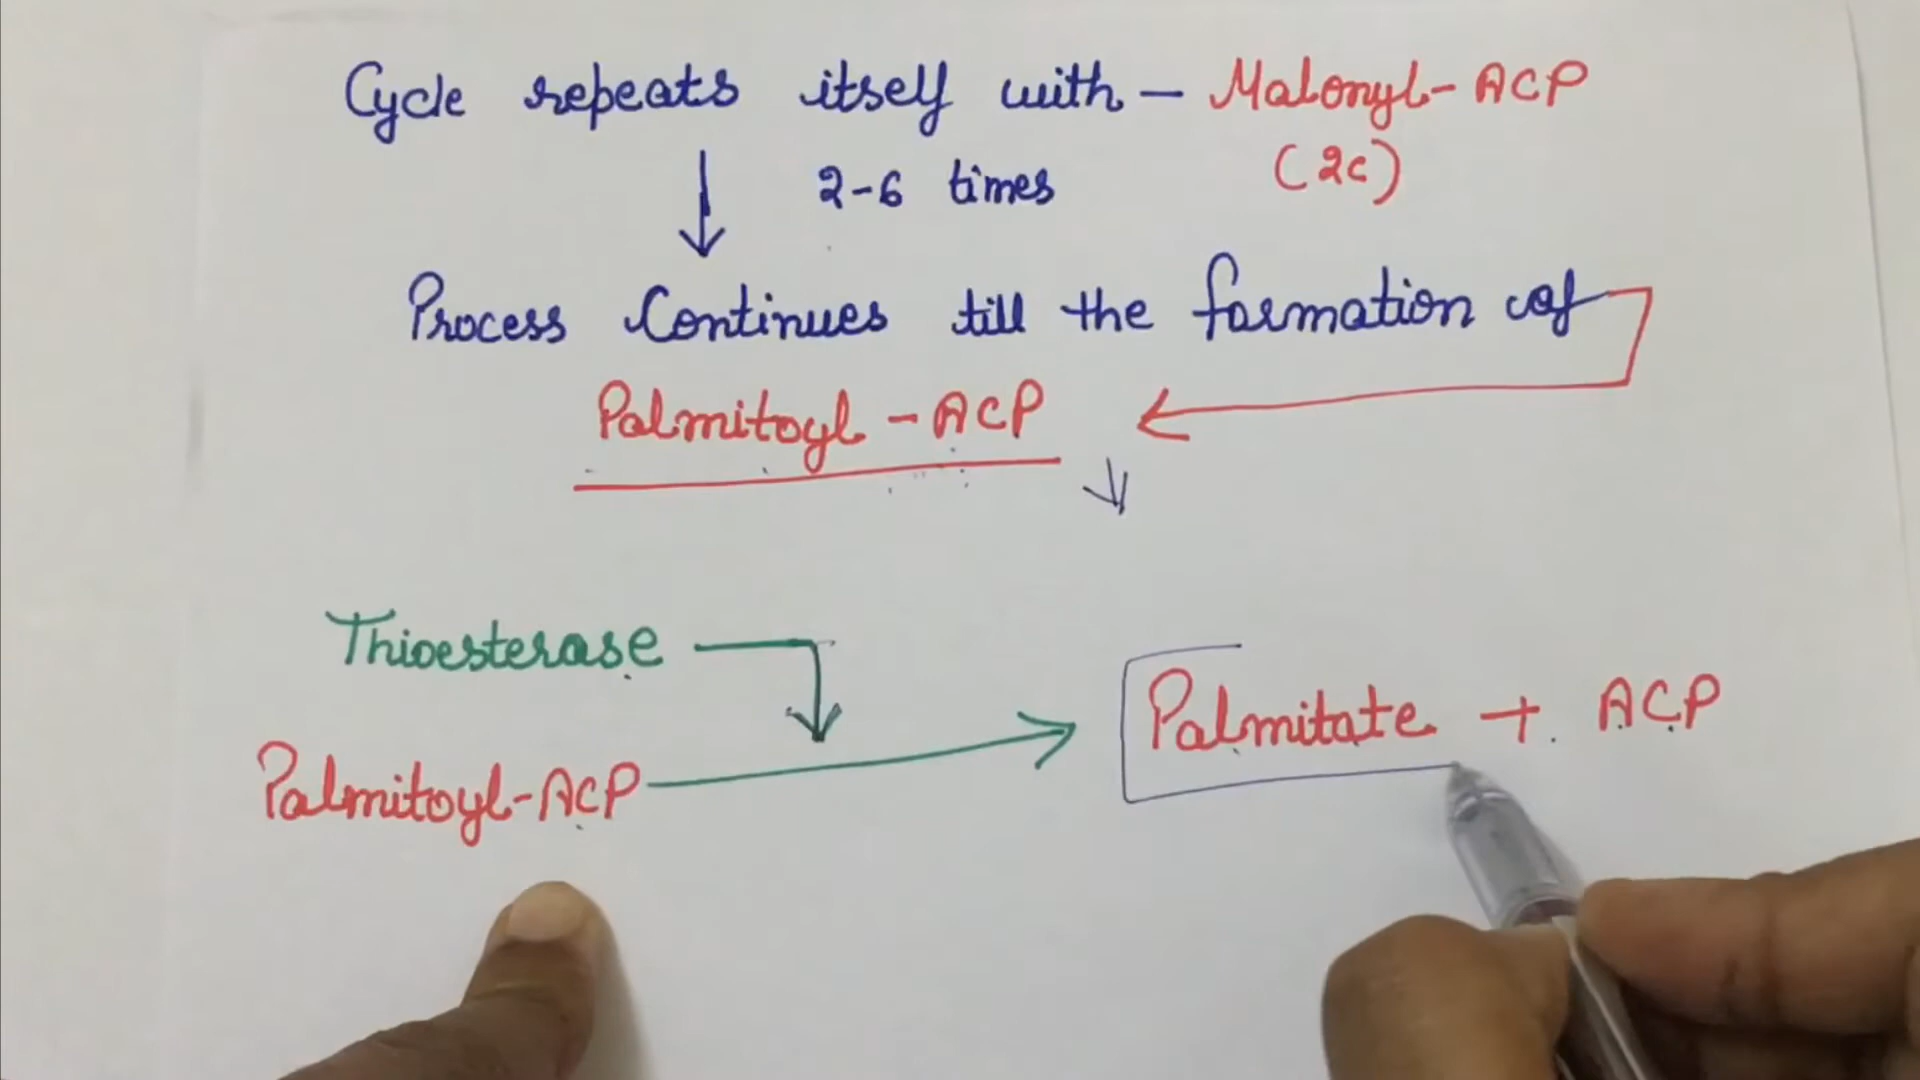 Cycle repeats itself with - Malonyl-ACP
2-6 times (2c)
Process Continues till the formation of
Palmitoyl - ACP
Thioesterase
Palmitate + ACP
Palmitoyl-ACP